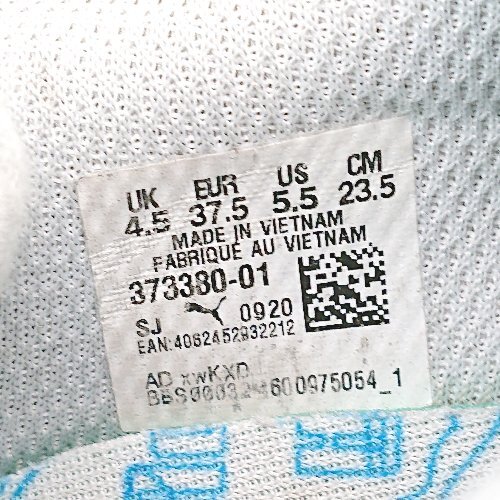 UK EUR US CM
4.5 37.5 5.5 23.5
MADE IN VIETNAM
FABRIQUE AU VIETNAM
373380-01
SJ 0920
EAN:4062452932212
AD